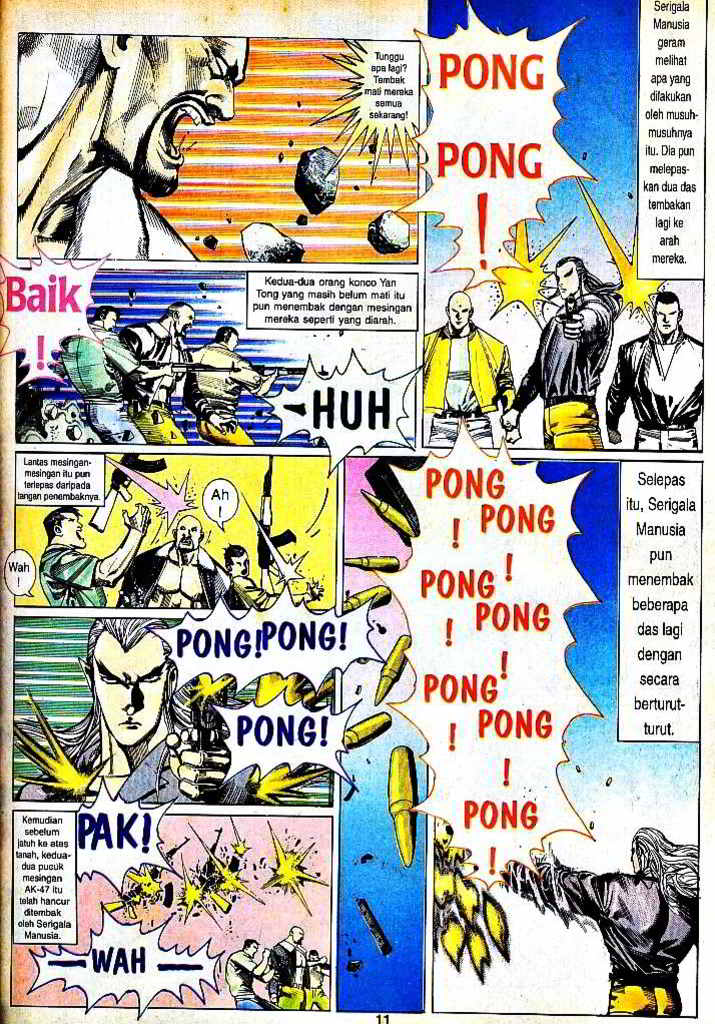 Tunggu
apa lagi?
Tembak
mati mereka
semua
sekarang!
PONG
PONG
!
Serigala
Manusia
geram
melihat
apa yang
dilakukan
oleh musuh-
musuhnya
itu. Dia pun
melepas-
kan dua das
tembakan
lagi ke
arah
mereka.
Baik
!
Kedua-dua orang konco Yan
Tong yang masih belum mati itu
pun menembak dengan mesingan
mereka seperti yang diarah.
HUH
Lantas mesingan-
mesingan itu pun
terlepas daripada
tangan penembaknya.
Ah
!
Wah
!
PONG
!
PONG
!
PONG
!
PONG
!
PONG
!
PONG
!
PONG
!
Selepas
itu, Serigala
Manusia
pun
menembak
beberapa
das lagi
dengan
secara
berturut-
turut.
PONG! PONG!
PONG!
Kemudian
sebelum
jatuh ke atas
tanah, kedua-
dua pucuk
mesingan
AK-47 itu
telah hancur
ditembak
oleh Serigala
Manusia.
PAK!
WAH
11